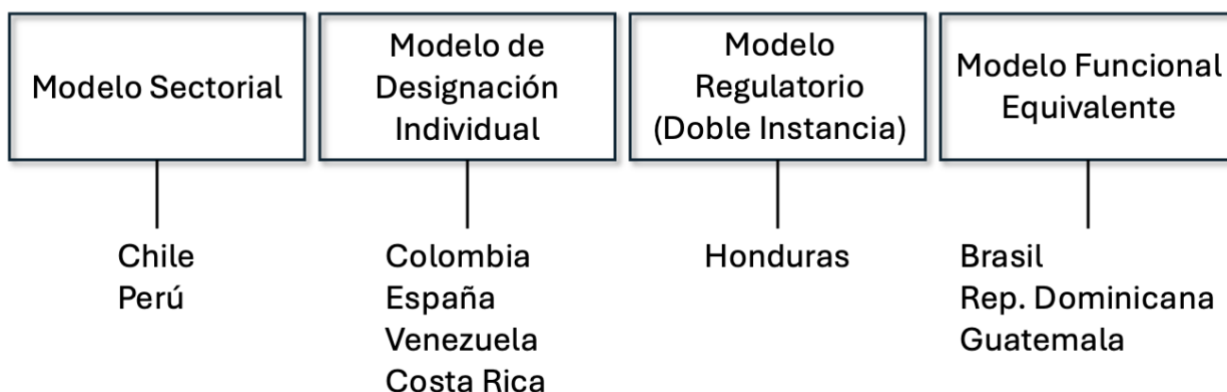 Modelo Sectorial
Modelo de
Designación
Individual
Modelo
Regulatorio
(Doble Instancia)
Modelo Funcional
Equivalente
Chile
Perú
Colombia
España
Venezuela
Costa Rica
Honduras
Brasil
Rep. Dominicana
Guatemala